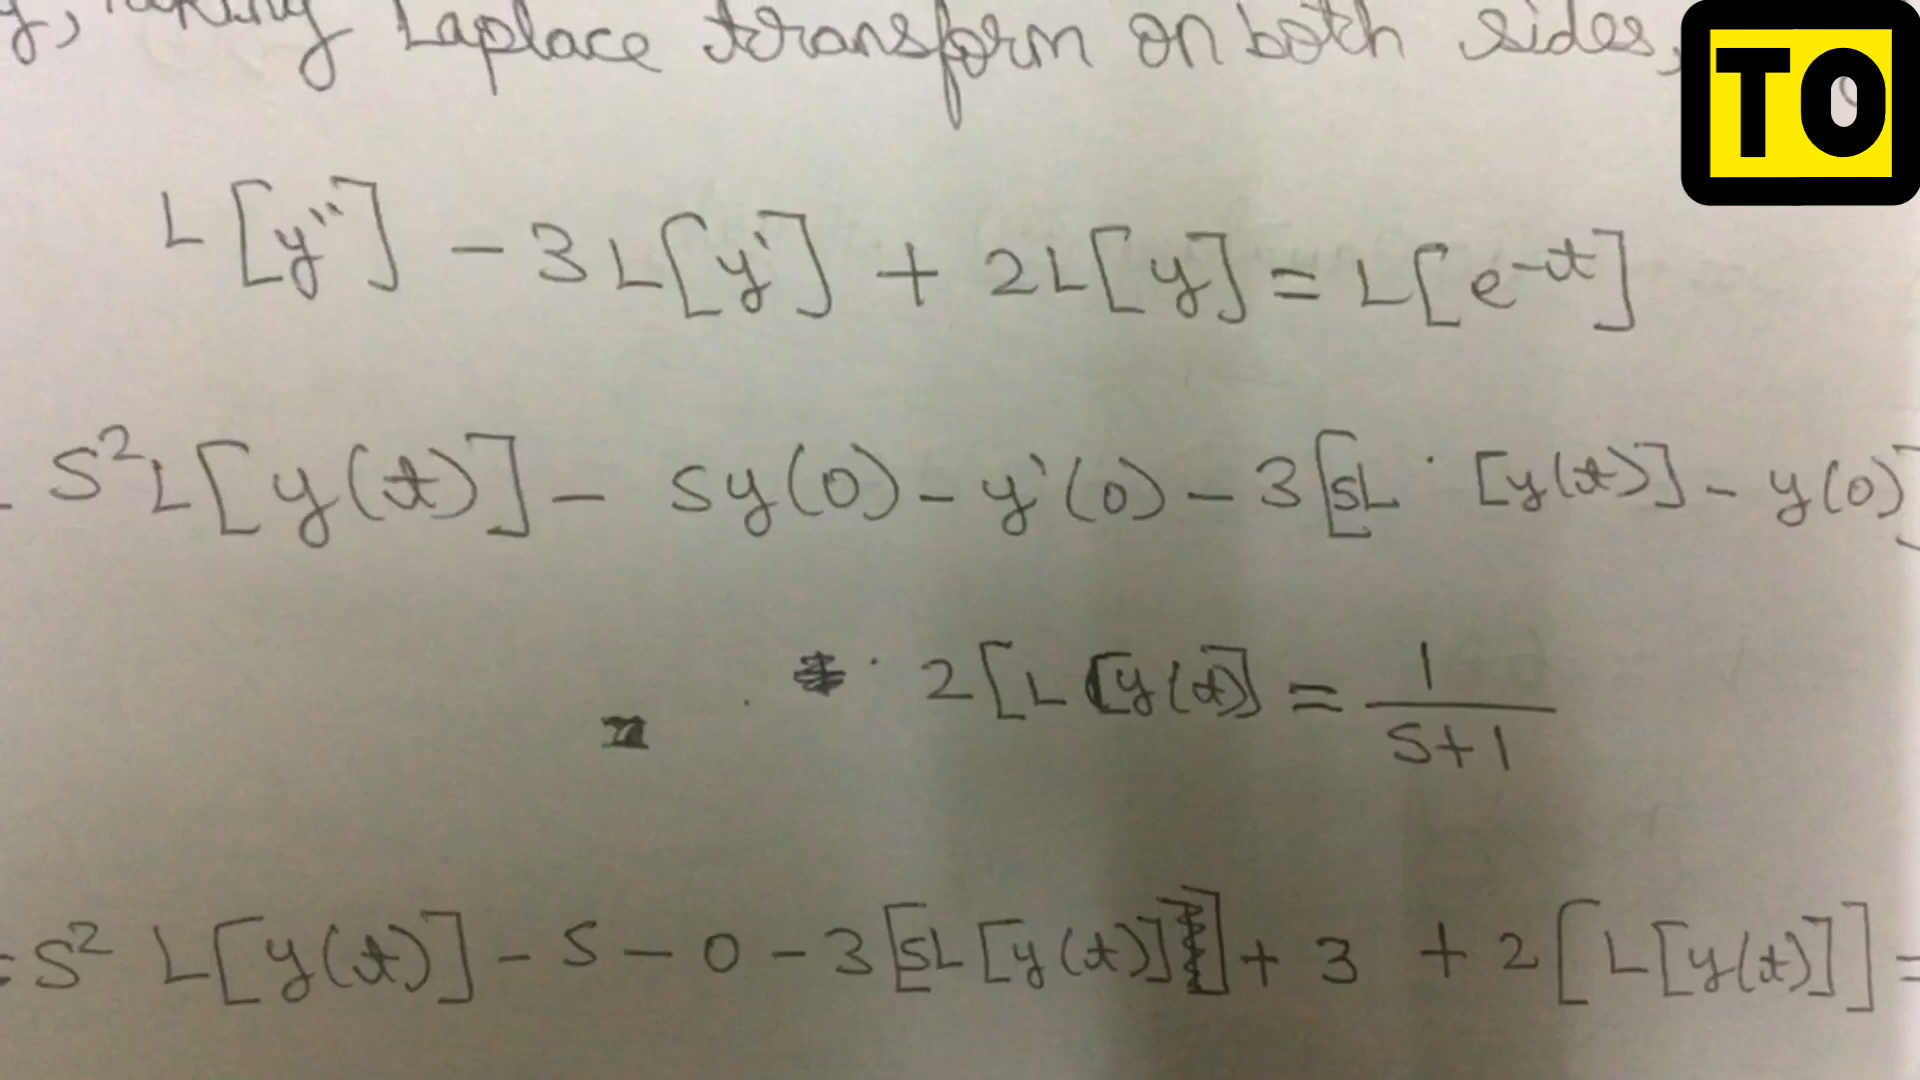 y, taking Laplace transform on both sides,
TO
L[y''] - 3L[y'] + 2L[y] = L[e^-t]
- S²L[y(t)] - sy(0) - y'(0) - 3[SL [y(t)] - y(0)]
2[L[y(t)] = 1/(S+1)
= S² L[y(t)] - S - 0 - 3[SL[y(t)]] + 3 + 2[L[y(t)]] =